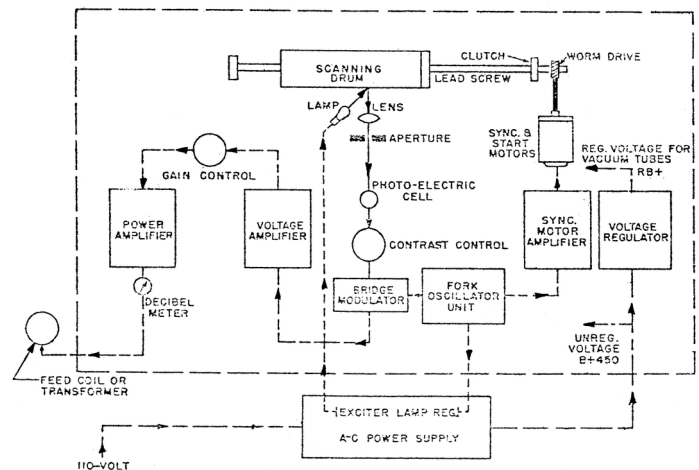 SCANNING
DRUM
CLUTCH
WORM DRIVE
LEAD SCREW
LAMP
LENS
APERTURE
SYNC. &
START
MOTORS
REG. VOLTAGE FOR
VACUUM TUBES
RB+
GAIN CONTROL
PHOTO-ELECTRIC
CELL
POWER
AMPLIFIER
VOLTAGE
AMPLIFIER
CONTRAST CONTROL
SYNC.
MOTOR
AMPLIFIER
VOLTAGE
REGULATOR
BRIDGE
MODULATOR
FORK
OSCILLATOR
UNIT
DECIBEL
METER
UNREG.
VOLTAGE
B+450
FEED COIL OR
TRANSFORMER
EXCITER LAMP REG.
A-C POWER SUPPLY
110-VOLT